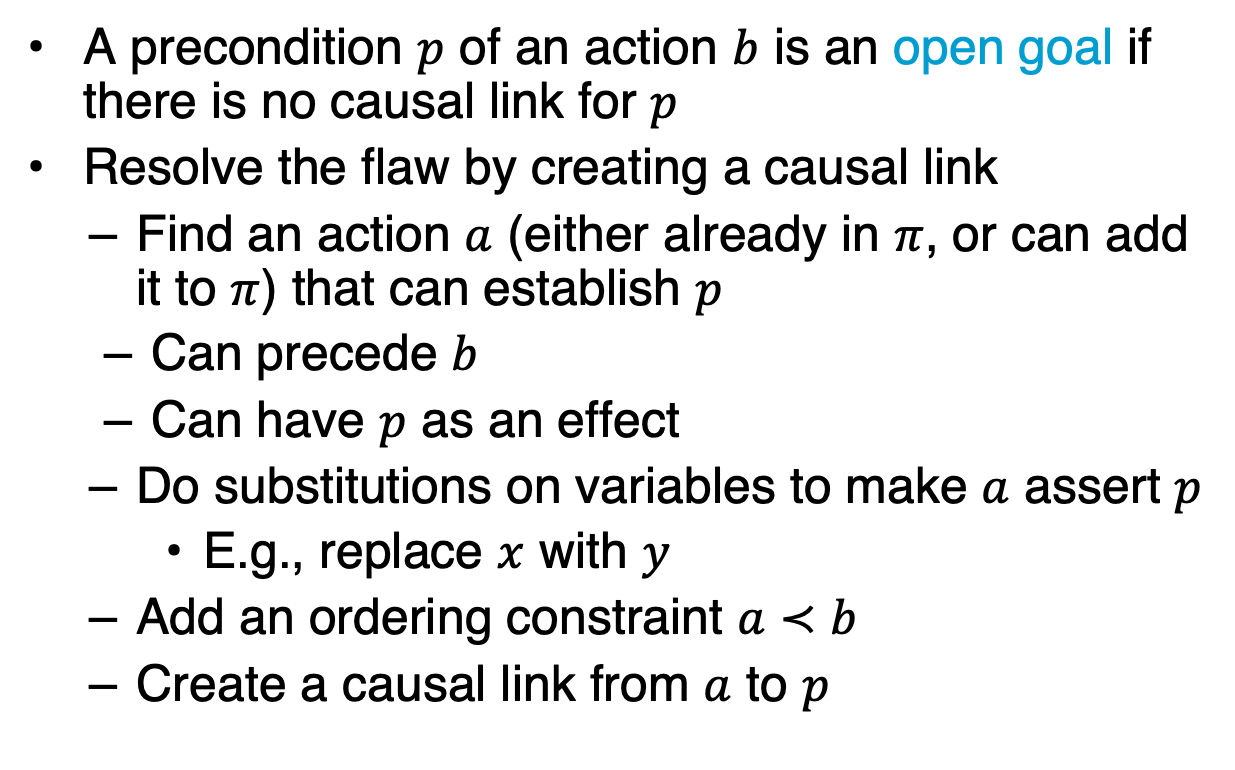 • A precondition 𝑝 of an action 𝑏 is an open goal if
there is no causal link for 𝑝
• Resolve the flaw by creating a causal link
– Find an action 𝑎 (either already in 𝜋, or can add
it to 𝜋) that can establish 𝑝
– Can precede 𝑏
– Can have 𝑝 as an effect
– Do substitutions on variables to make 𝑎 assert 𝑝
• E.g., replace 𝑥 with 𝑦
– Add an ordering constraint 𝑎 ≺ 𝑏
– Create a causal link from 𝑎 to 𝑝